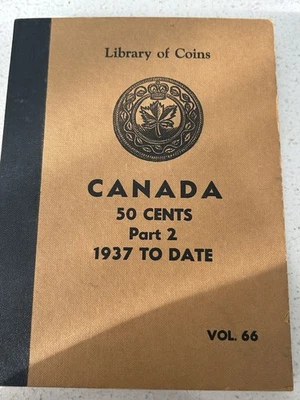 Library of Coins
CANADA
50 CENTS
Part 2
1937 TO DATE
VOL. 66